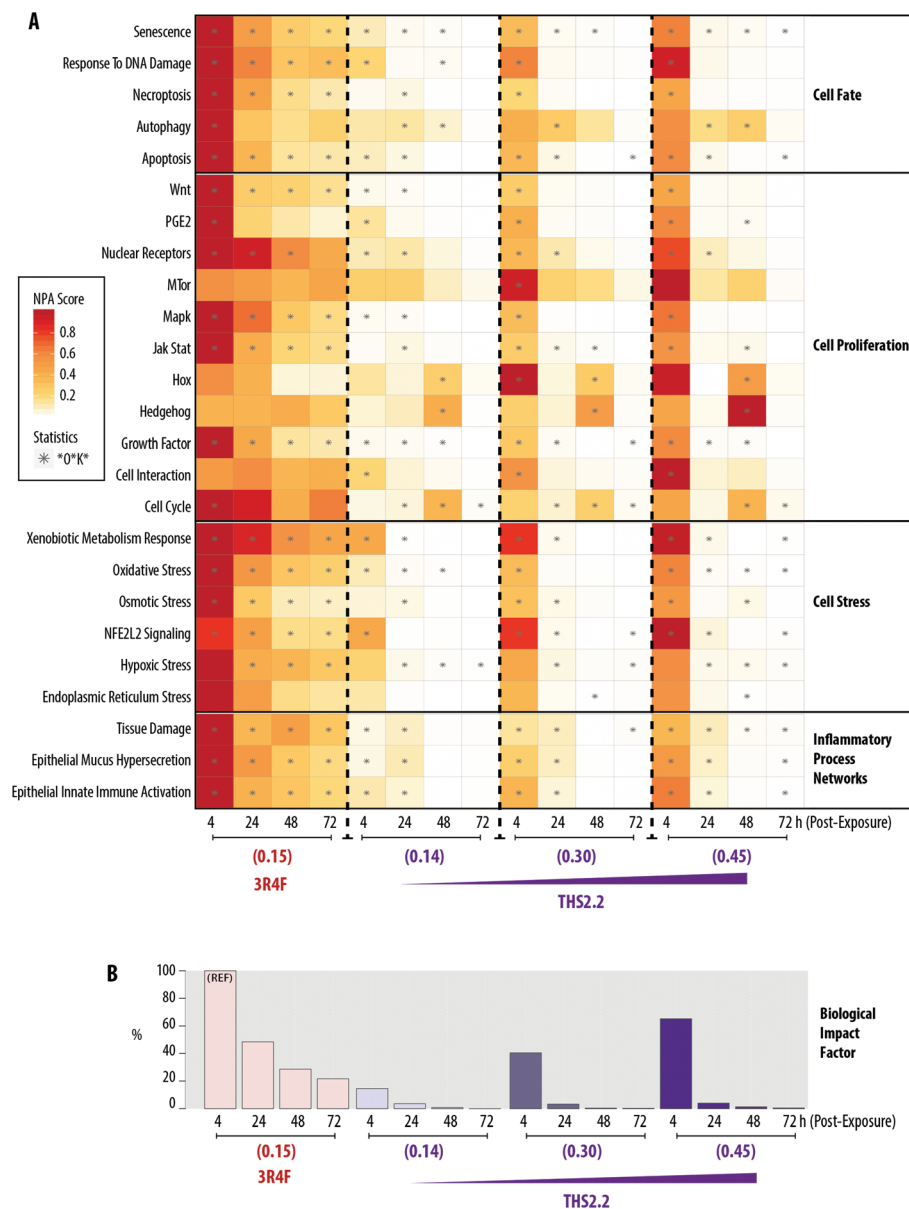 A
Senescence
Response To DNA Damage
Necroptosis
Autophagy
Apoptosis
Cell Fate
Wnt
PGE2
Nuclear Receptors
MTor
Mapk
Jak Stat
Hox
Hedgehog
Growth Factor
Cell Interaction
Cell Cycle
Cell Proliferation
NPA Score
0.8
0.6
0.4
0.2
Statistics
✳ *O*K*
Xenobiotic Metabolism Response
Oxidative Stress
Osmotic Stress
NFE2L2 Signaling
Hypoxic Stress
Endoplasmic Reticulum Stress
Cell Stress
Tissue Damage
Epithelial Mucus Hypersecretion
Epithelial Innate Immune Activation
Inflammatory
Process
Networks
4 24 48 72 4 24 48 72 4 24 48 72 4 24 48 72 h (Post-Exposure)
(0.15) (0.14) (0.30) (0.45)
3R4F
THS2.2
B
100
80
60
40
20
0
%
(REF)
Biological
Impact
Factor
4 24 48 72 4 24 48 72 4 24 48 72 4 24 48 72 h (Post-Exposure)
(0.15) (0.14) (0.30) (0.45)
3R4F
THS2.2